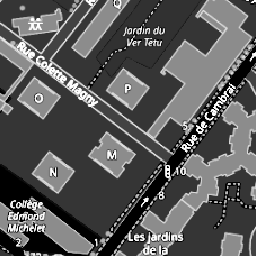 Q
Jardin du
Ver Têtu
Rue Colette Magny
O
P
Rue de Cambrai
M
N
10
8
Collège
Edmond
Michelet
2
1
Les Jardins
de la